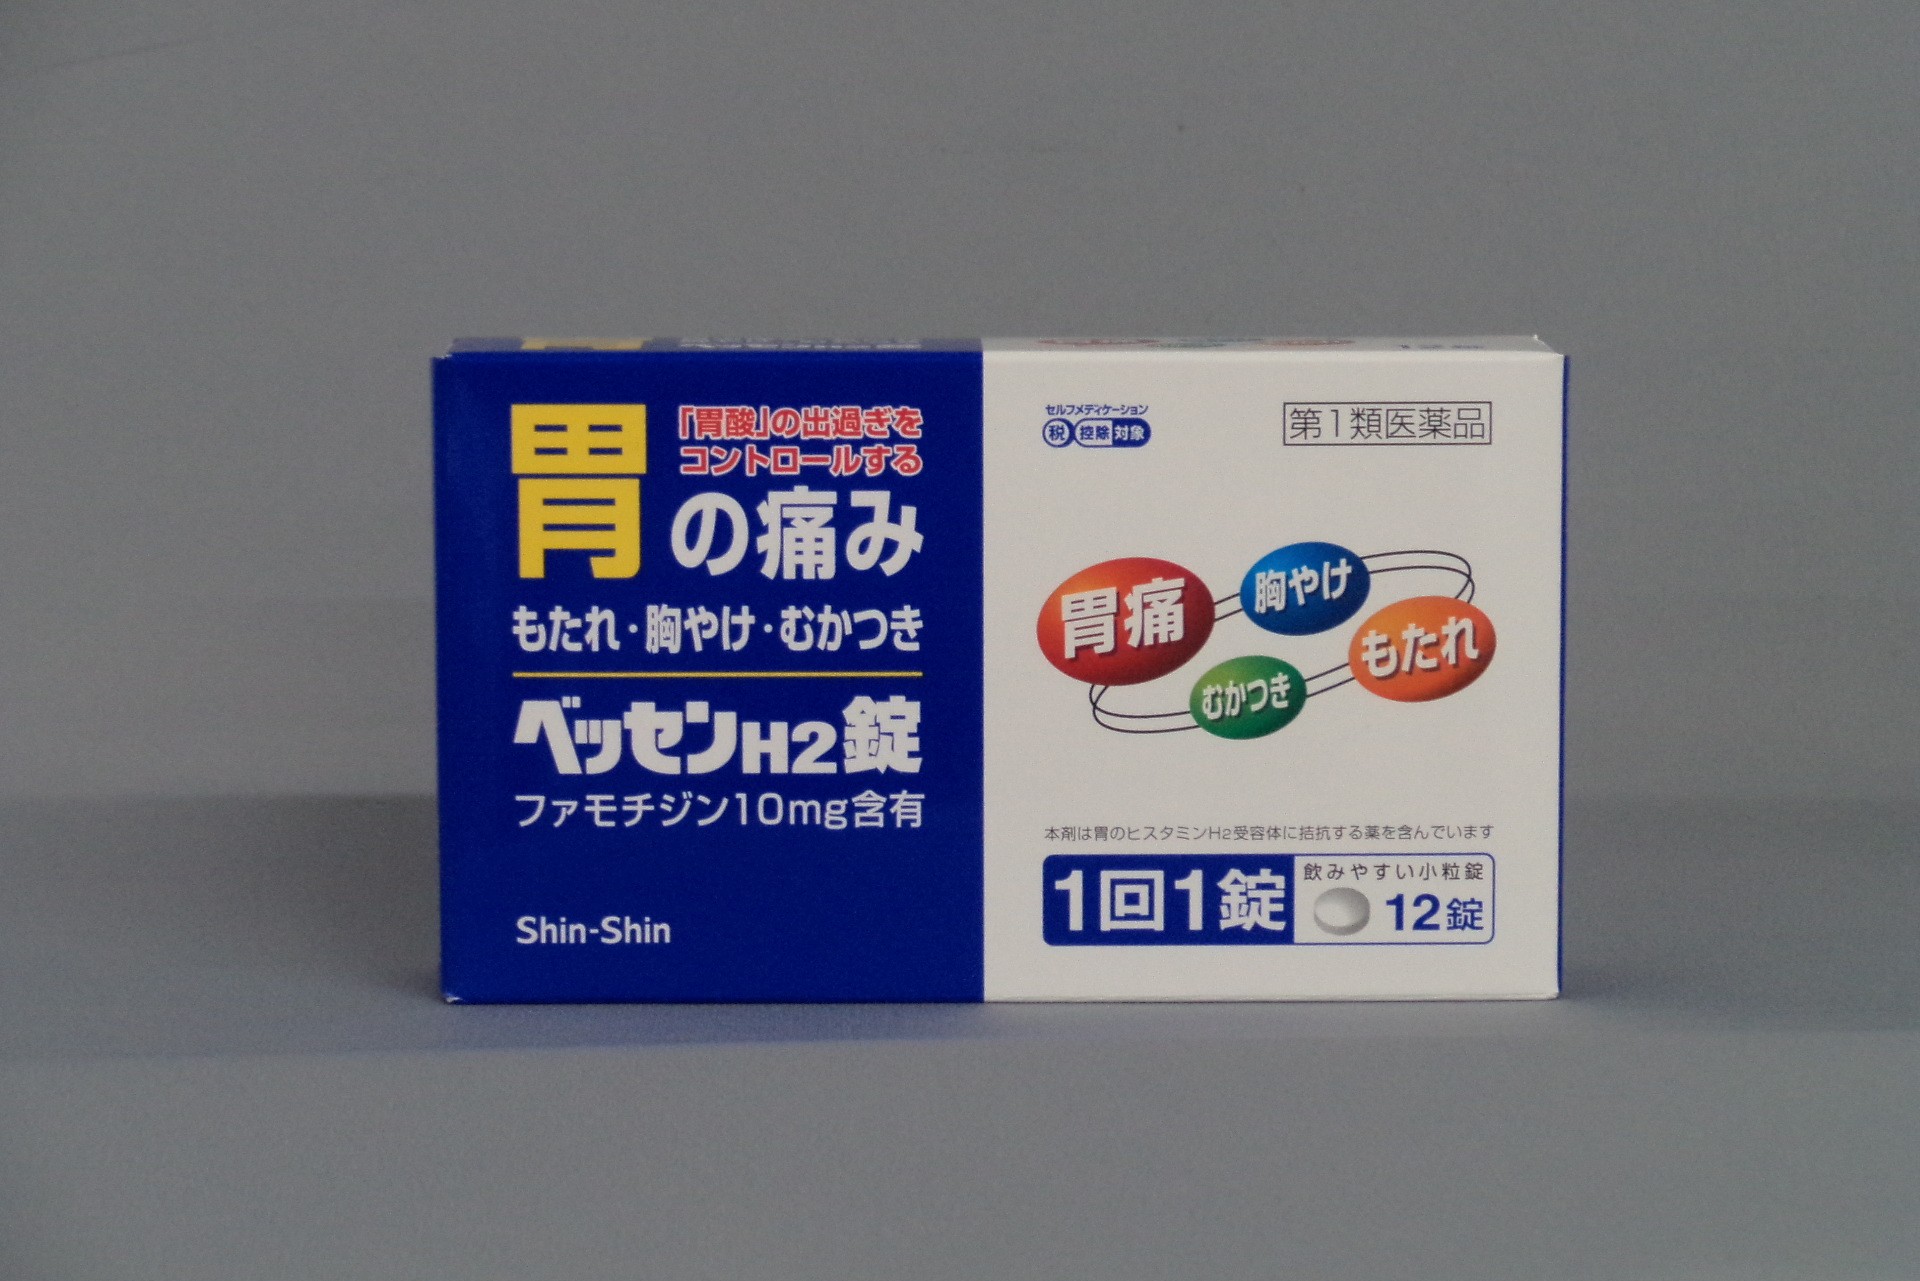 「胃酸」の出過ぎを
コントロールする
胃の痛み
もたれ・胸やけ・むかつき
ベッセンH2錠
ファモチジン10mg含有
Shin-Shin
セルフメディケーション
税 控除 対象
第1類医薬品
胃痛
胸やけ
もたれ
むかつき
本剤は胃のヒスタミンH2受容体に拮抗する薬を含んでいます
1回1錠
飲みやすい小粒錠
12錠